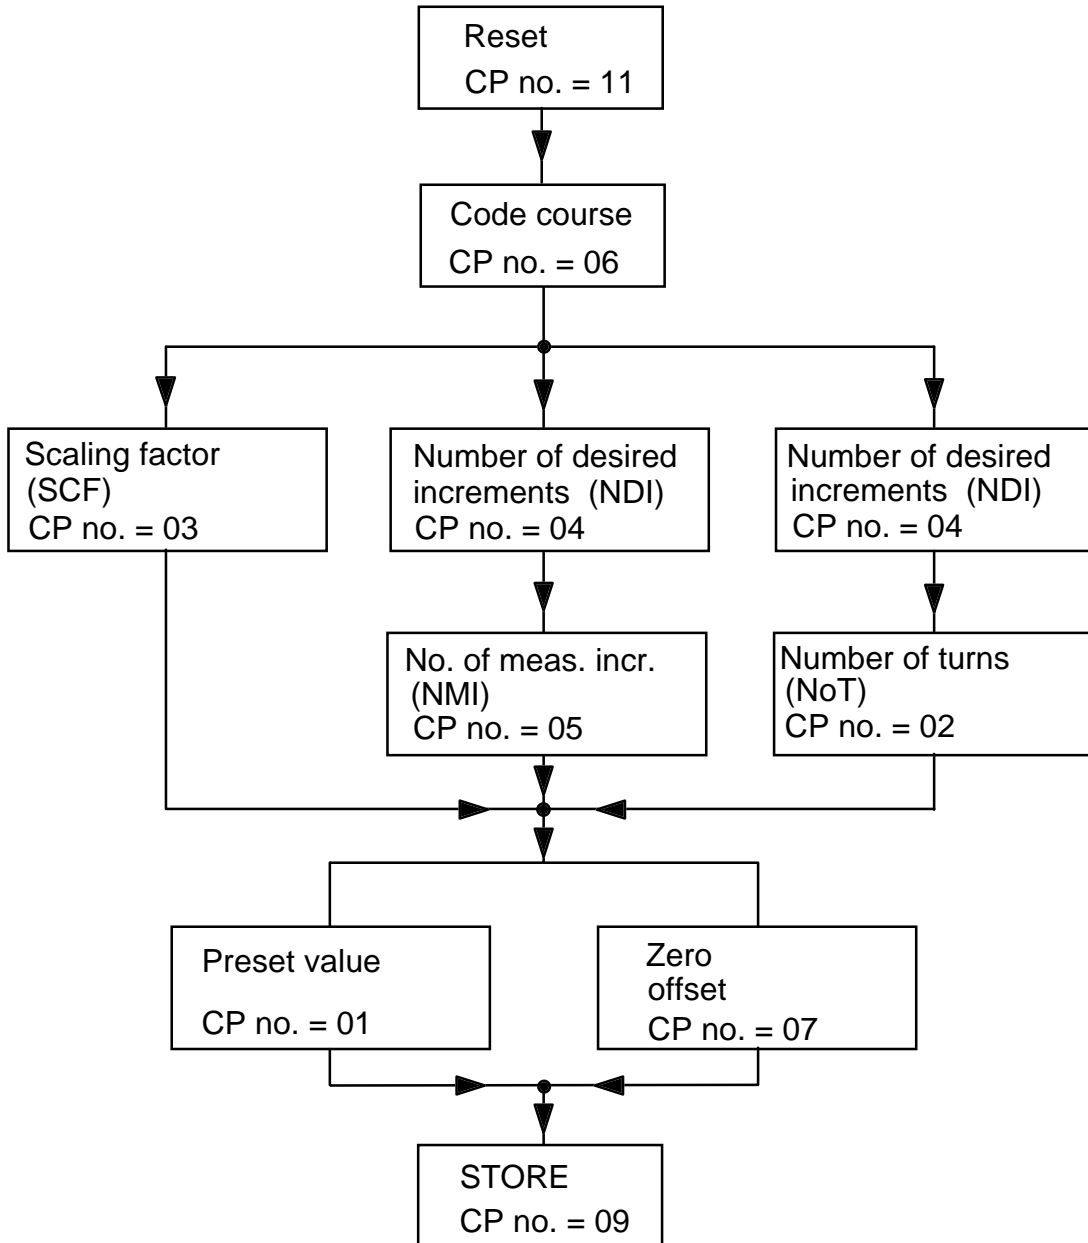 Reset
CP no. = 11
Code course
CP no. = 06
Scaling factor
(SCF)
CP no. = 03
Number of desired
increments (NDI)
CP no. = 04
Number of desired
increments (NDI)
CP no. = 04
No. of meas. incr.
(NMI)
CP no. = 05
Number of turns
(NoT)
CP no. = 02
Preset value
CP no. = 01
Zero
offset
CP no. = 07
STORE
CP no. = 09